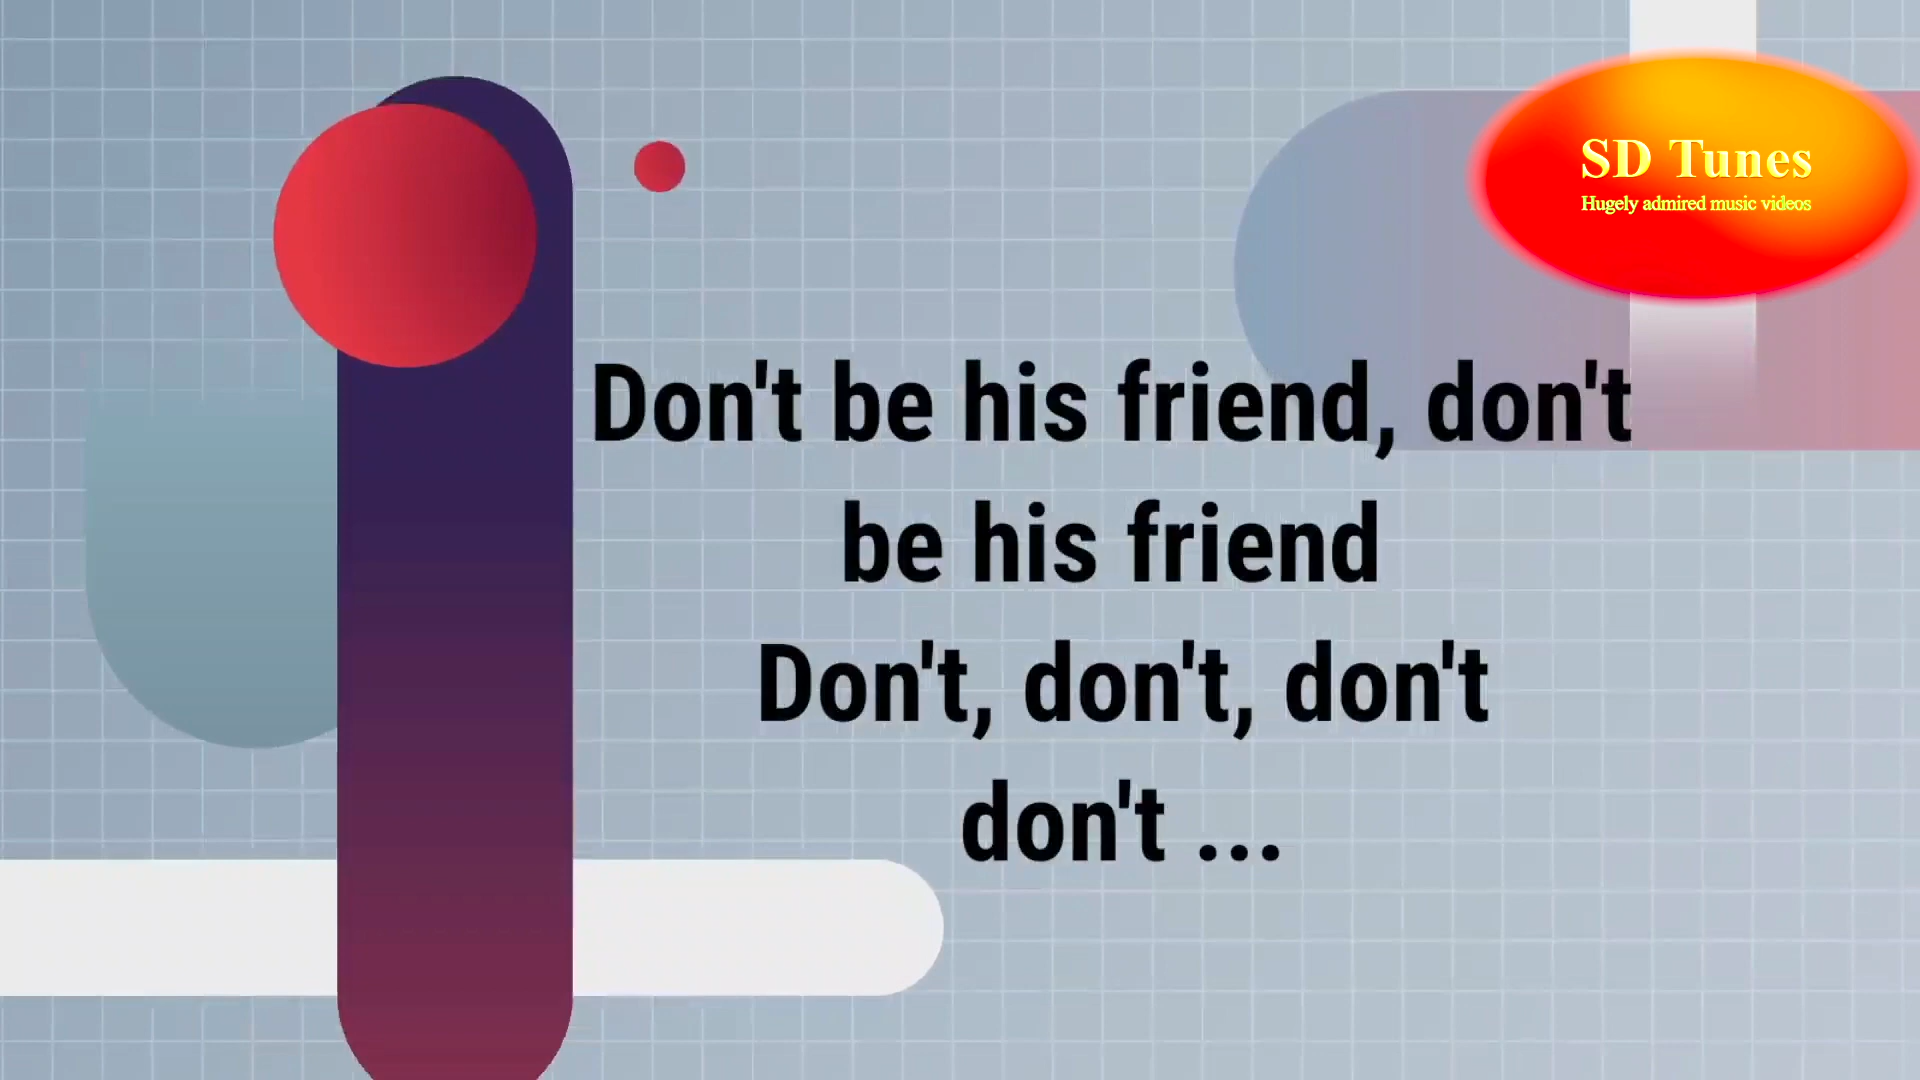 SD Tunes
Hugely admired music videos
Don't be his friend, don't
be his friend
Don't, don't, don't
don't ...